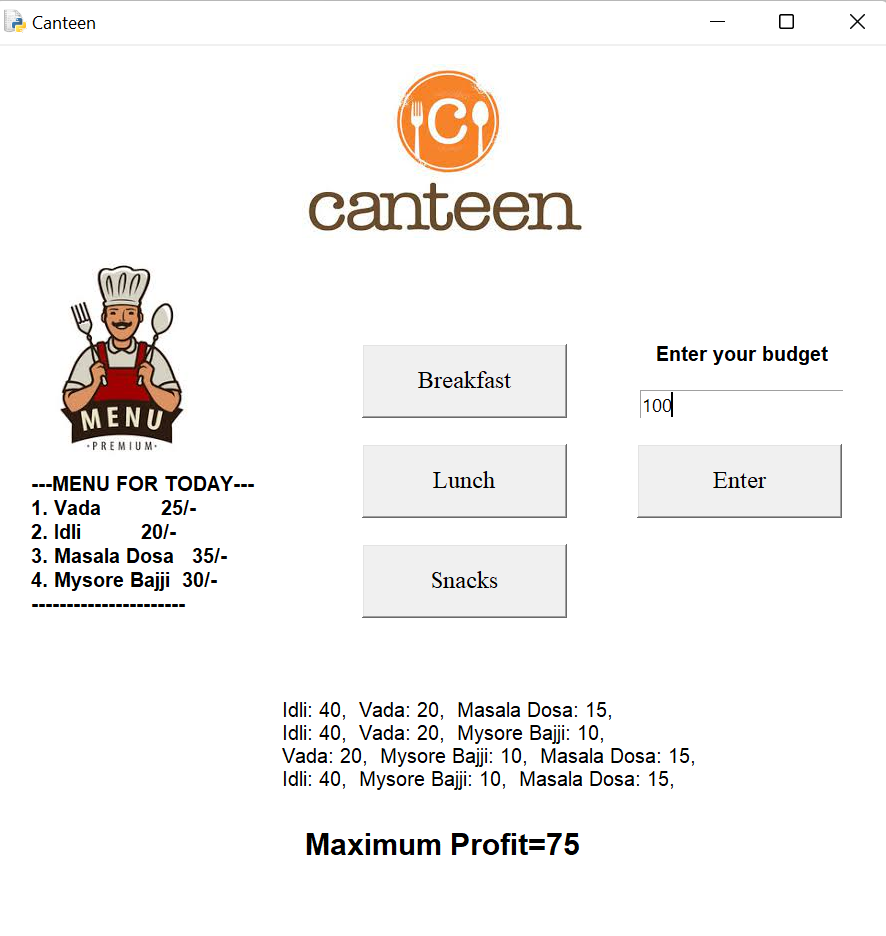 Canteen
C
canteen
MENU
·PREMIUM·
---MENU FOR TODAY---
1. Vada 25/-
2. Idli 20/-
3. Masala Dosa 35/-
4. Mysore Bajji 30/-
-----------------------
Breakfast
Lunch
Snacks
Enter your budget
100
Enter
Idli: 40, Vada: 20, Masala Dosa: 15,
Idli: 40, Vada: 20, Mysore Bajji: 10,
Vada: 20, Mysore Bajji: 10, Masala Dosa: 15,
Idli: 40, Mysore Bajji: 10, Masala Dosa: 15,
Maximum Profit=75